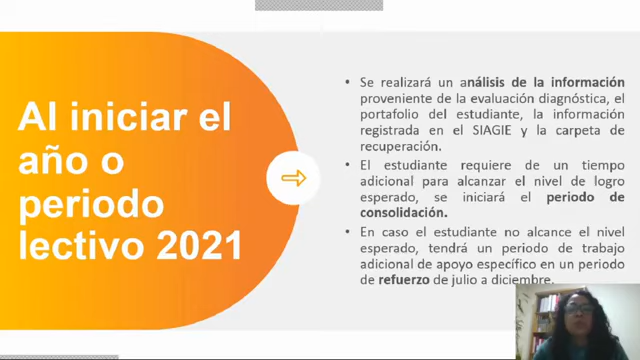 Al iniciar el
año o
periodo
lectivo 2021
• Se realizará un análisis de la información
proveniente de la evaluación diagnóstica, el
portafolio del estudiante, la información
registrada en el SIAGIE y la carpeta de
recuperación.
• El estudiante requiere de un tiempo
adicional para alcanzar el nivel de logro
esperado, se iniciará el periodo de
consolidación.
• En caso el estudiante no alcance el nivel
esperado, tendrá un periodo de trabajo
adicional de apoyo específico en un periodo
de refuerzo de julio a diciembre.